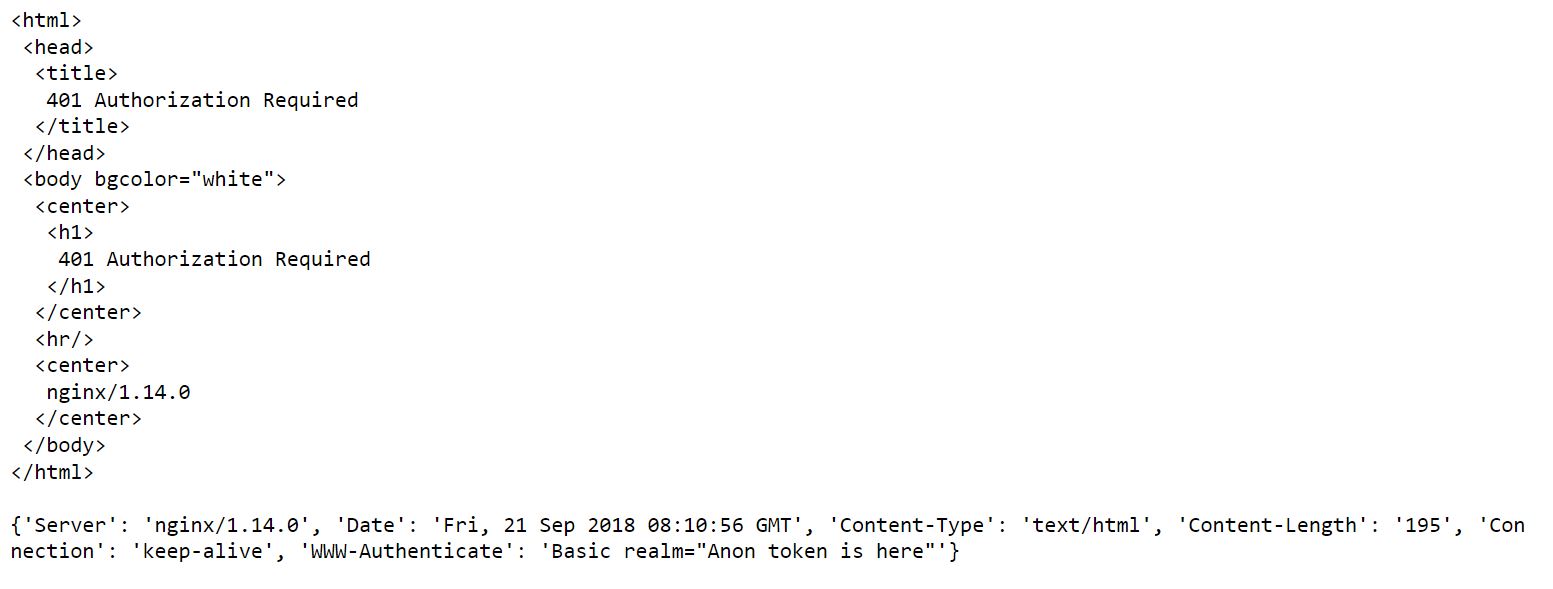 <html>
 <head>
  <title>
   401 Authorization Required
  </title>
 </head>
 <body bgcolor="white">
  <center>
   <h1>
    401 Authorization Required
   </h1>
  </center>
  <hr/>
  <center>
   nginx/1.14.0
  </center>
 </body>
</html>

{'Server': 'nginx/1.14.0', 'Date': 'Fri, 21 Sep 2018 08:10:56 GMT', 'Content-Type': 'text/html', 'Content-Length': '195', 'Con
nection': 'keep-alive', 'WWW-Authenticate': 'Basic realm="Anon token is here"'}